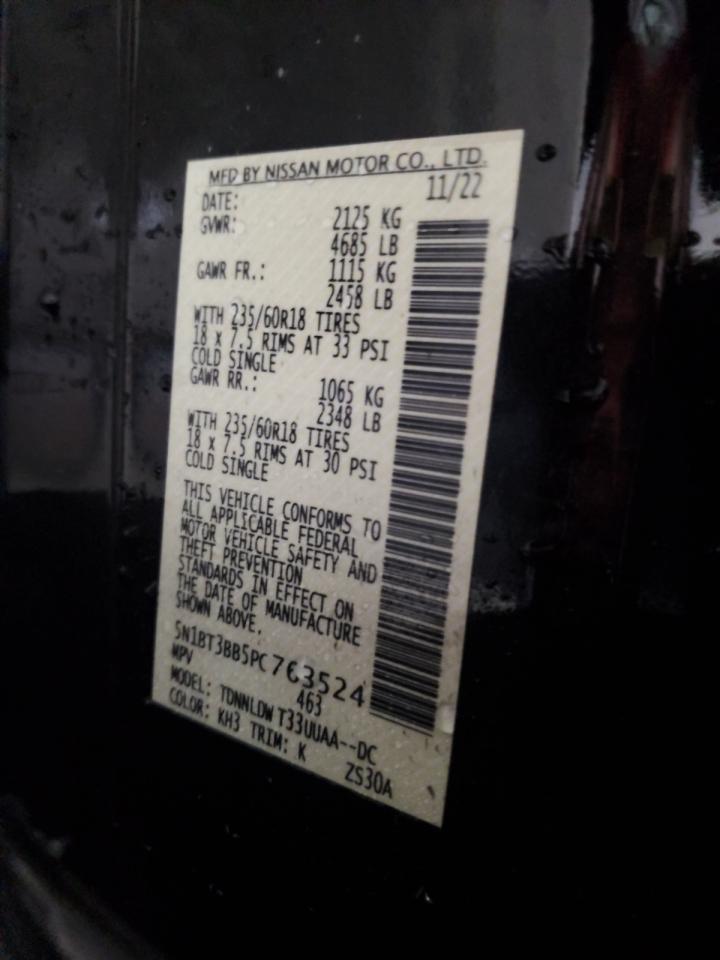 MFD BY NISSAN MOTOR CO., LTD.
DATE: 11/22
GVWR: 2125 KG
4685 LB
GAWR FR.: 1115 KG
2458 LB
WITH 235/60R18 TIRES
18 x 7.5 RIMS AT 33 PSI
COLD SINGLE
GAWR RR.: 1065 KG
2348 LB
WITH 235/60R18 TIRES
18 x 7.5 RIMS AT 30 PSI
COLD SINGLE
THIS VEHICLE CONFORMS TO
ALL APPLICABLE FEDERAL
MOTOR VEHICLE SAFETY AND
THEFT PREVENTION
STANDARDS IN EFFECT ON
THE DATE OF MANUFACTURE
SHOWN ABOVE.
5N1BT3BB5PC763524
MPV 463
MODEL: TDNNLDW T33UUAA--DC
COLOR: KH3 TRIM: K ZS30A